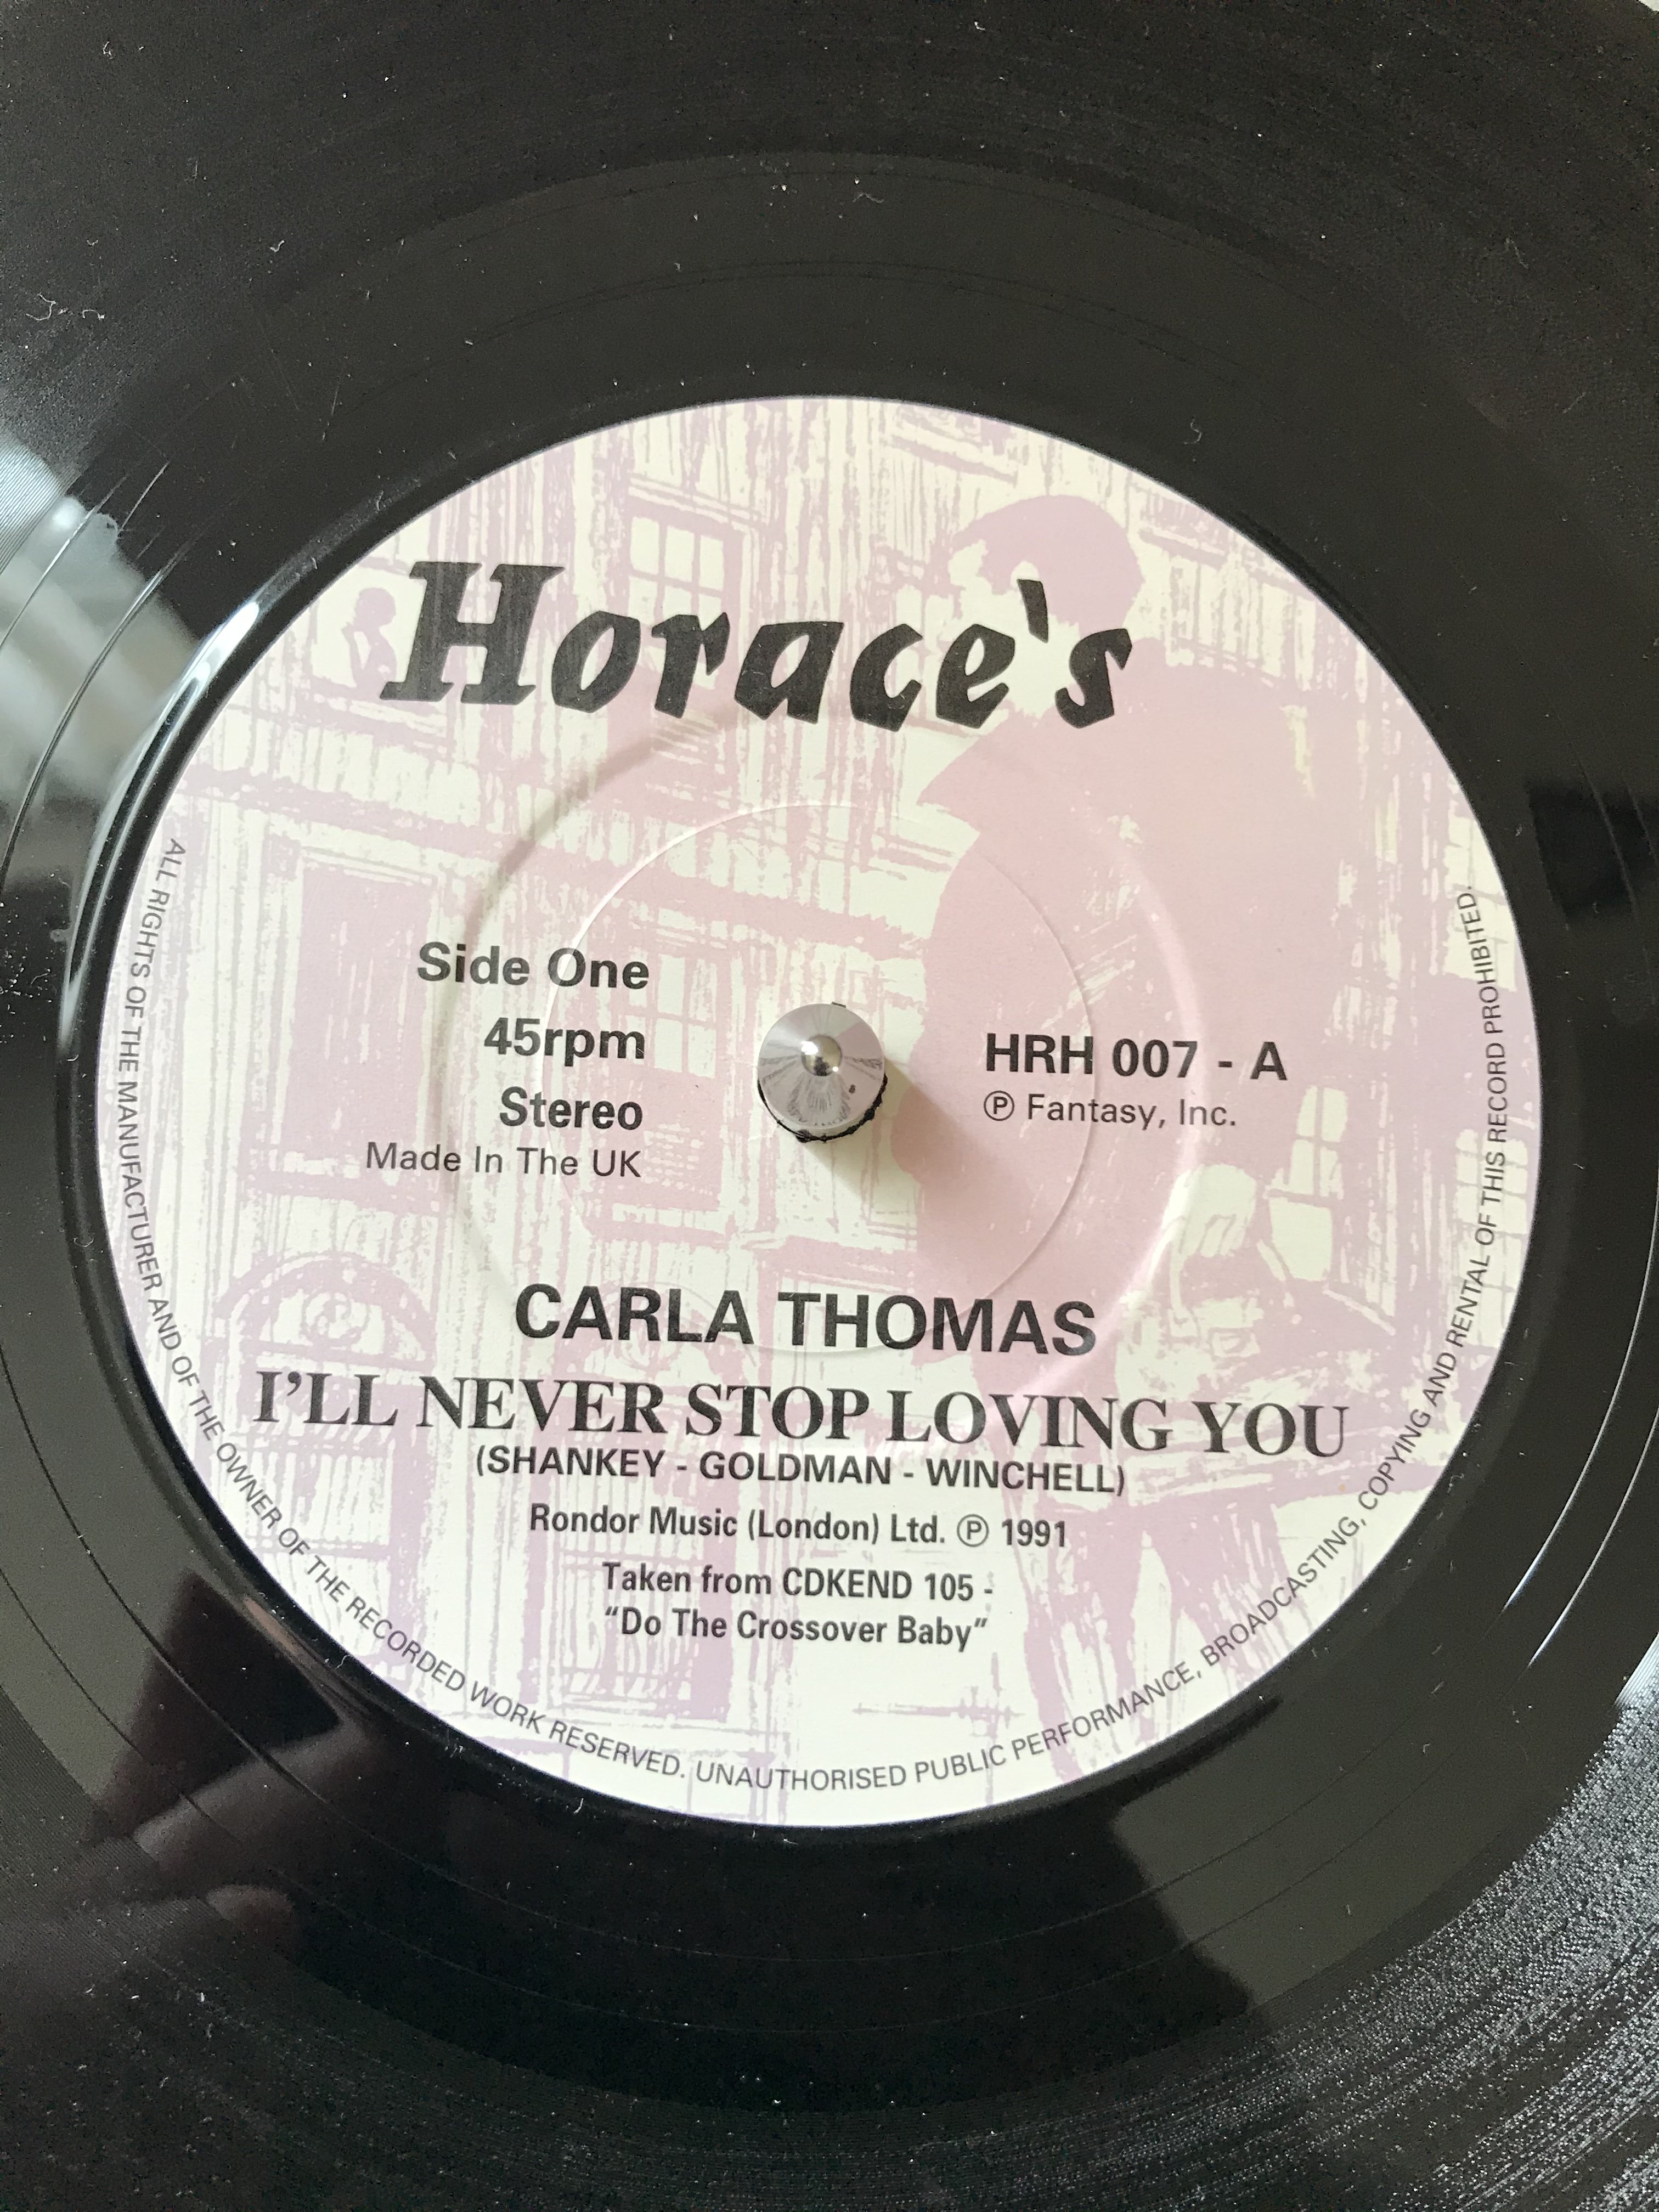 Horace's
Side One
45rpm
Stereo
Made In The UK
HRH 007 - A
℗ Fantasy, Inc.
CARLA THOMAS
I'LL NEVER STOP LOVING YOU
(SHANKEY - GOLDMAN - WINCHELL)
Rondor Music (London) Ltd. ℗ 1991
Taken from CDKEND 105 -
“Do The Crossover Baby”
ALL RIGHTS OF THE MANUFACTURER AND OF THE OWNER OF THE RECORDED WORK RESERVED. UNAUTHORISED PUBLIC PERFORMANCE, BROADCASTING, COPYING AND RENTAL OF THIS RECORD PROHIBITED.